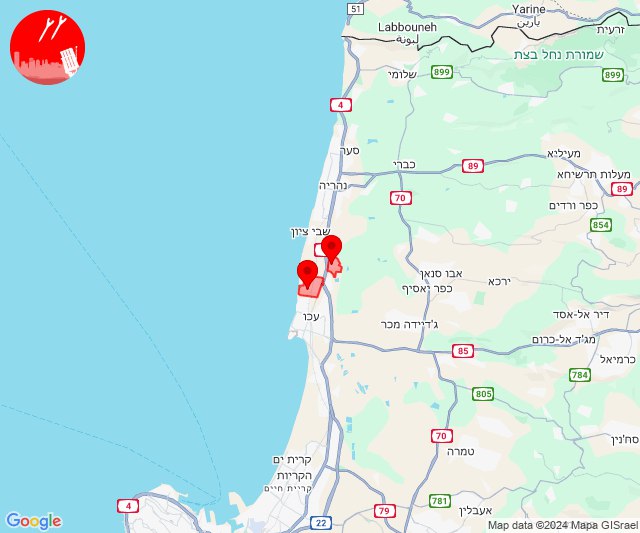 51
Yarine
يارين
Labbouneh
لبونة
זרעית
שמורת נחל בצת
שלומי
899
899
4
סער
מעיליא
כברי
89
מעלות תרשיחא
נהריה
89
70
כפר ורדים
854
שבי ציון
אבו סנאן
ירכא
כפר יאסיף
עכו
ג'דיידה מכר
דיר אל-אסד
מג'ד אל-כרום
85
כרמיאל
784
805
70
סח'נין
טמרה
קרית ים
הקריות
קריית חיים
4
79
781
אעבלין
22
Google
Map data ©2024 Mapa GISrael